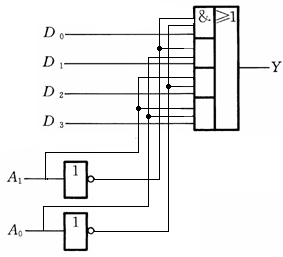 & ≥1
D₀
D₁
Y
D₂
D₃
A₁
1
A₀
1